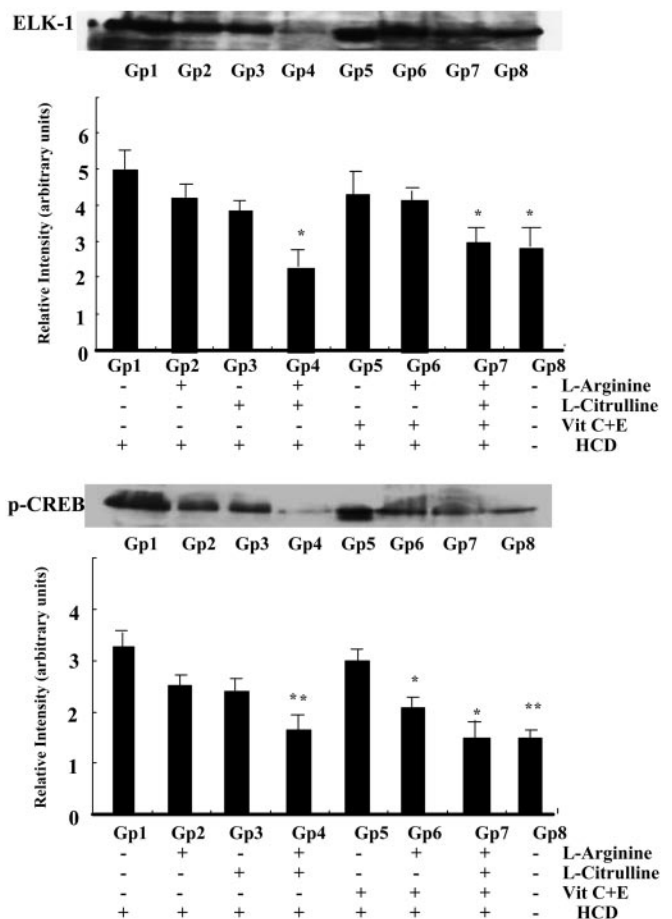 ELK-1
Gp1 Gp2 Gp3 Gp4 Gp5 Gp6 Gp7 Gp8
Relative Intensity (arbitrary units)
6
5
4
3
2
1
0
*
*
*
Gp1 Gp2 Gp3 Gp4 Gp5 Gp6 Gp7 Gp8
- + - + - + + - L-Arginine
- - + + - - + - L-Citrulline
- - - - + + + - Vit C+E
+ + + + + + + - HCD
p-CREB
Gp1 Gp2 Gp3 Gp4 Gp5 Gp6 Gp7 Gp8
Relative Intensity (arbitrary units)
4
3
2
1
0
**
*
*
**
Gp1 Gp2 Gp3 Gp4 Gp5 Gp6 Gp7 Gp8
- + - + - + + - L-Arginine
- - + + - - + - L-Citrulline
- - - - + + + - Vit C+E
+ + + + + + + - HCD